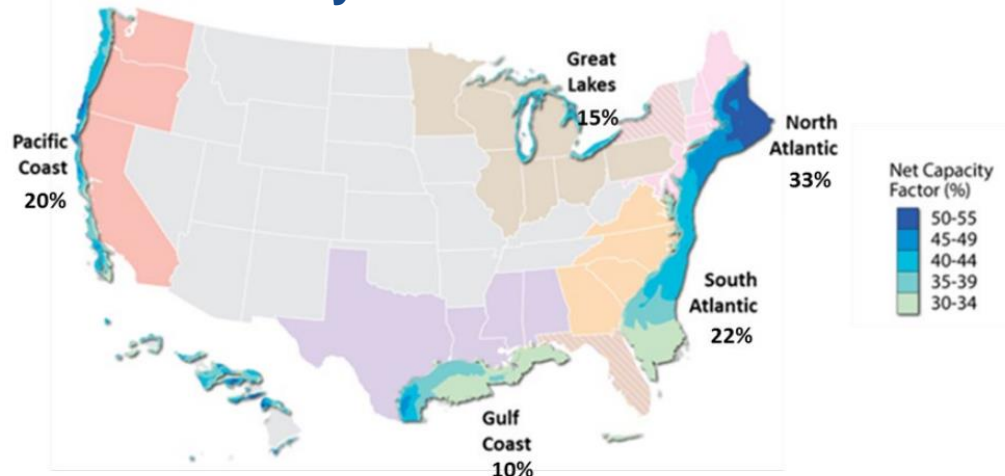 Great
Lakes
15%
Pacific
Coast
20%
North
Atlantic
33%
Net Capacity
Factor (%)
50-55
45-49
40-44
35-39
30-34
South
Atlantic
22%
Gulf
Coast
10%